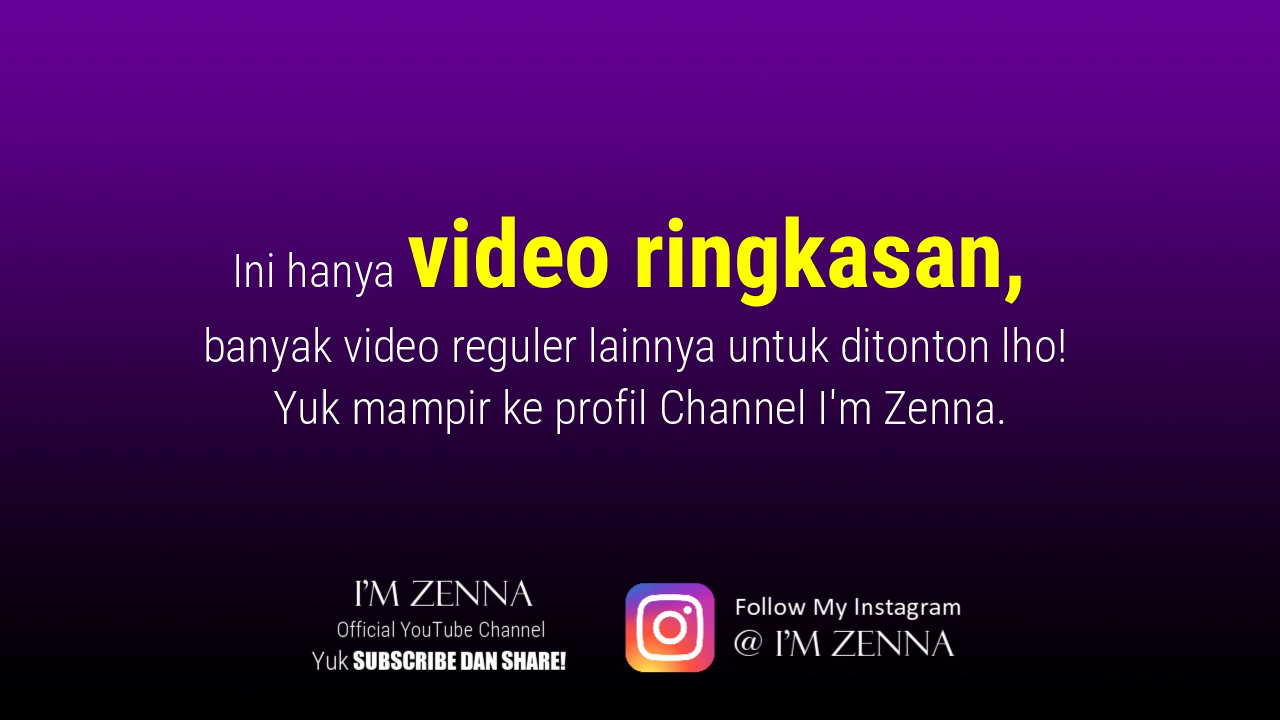 Ini hanya video ringkasan,
banyak video reguler lainnya untuk ditonton lho!
Yuk mampir ke profil Channel I'm Zenna.
I'M ZENNA
Official YouTube Channel
Yuk SUBSCRIBE DAN SHARE!
Follow My Instagram
@ I'M ZENNA